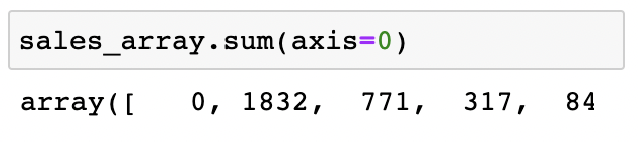 sales_array.sum(axis=0)
array([   0, 1832,  771,  317,  84